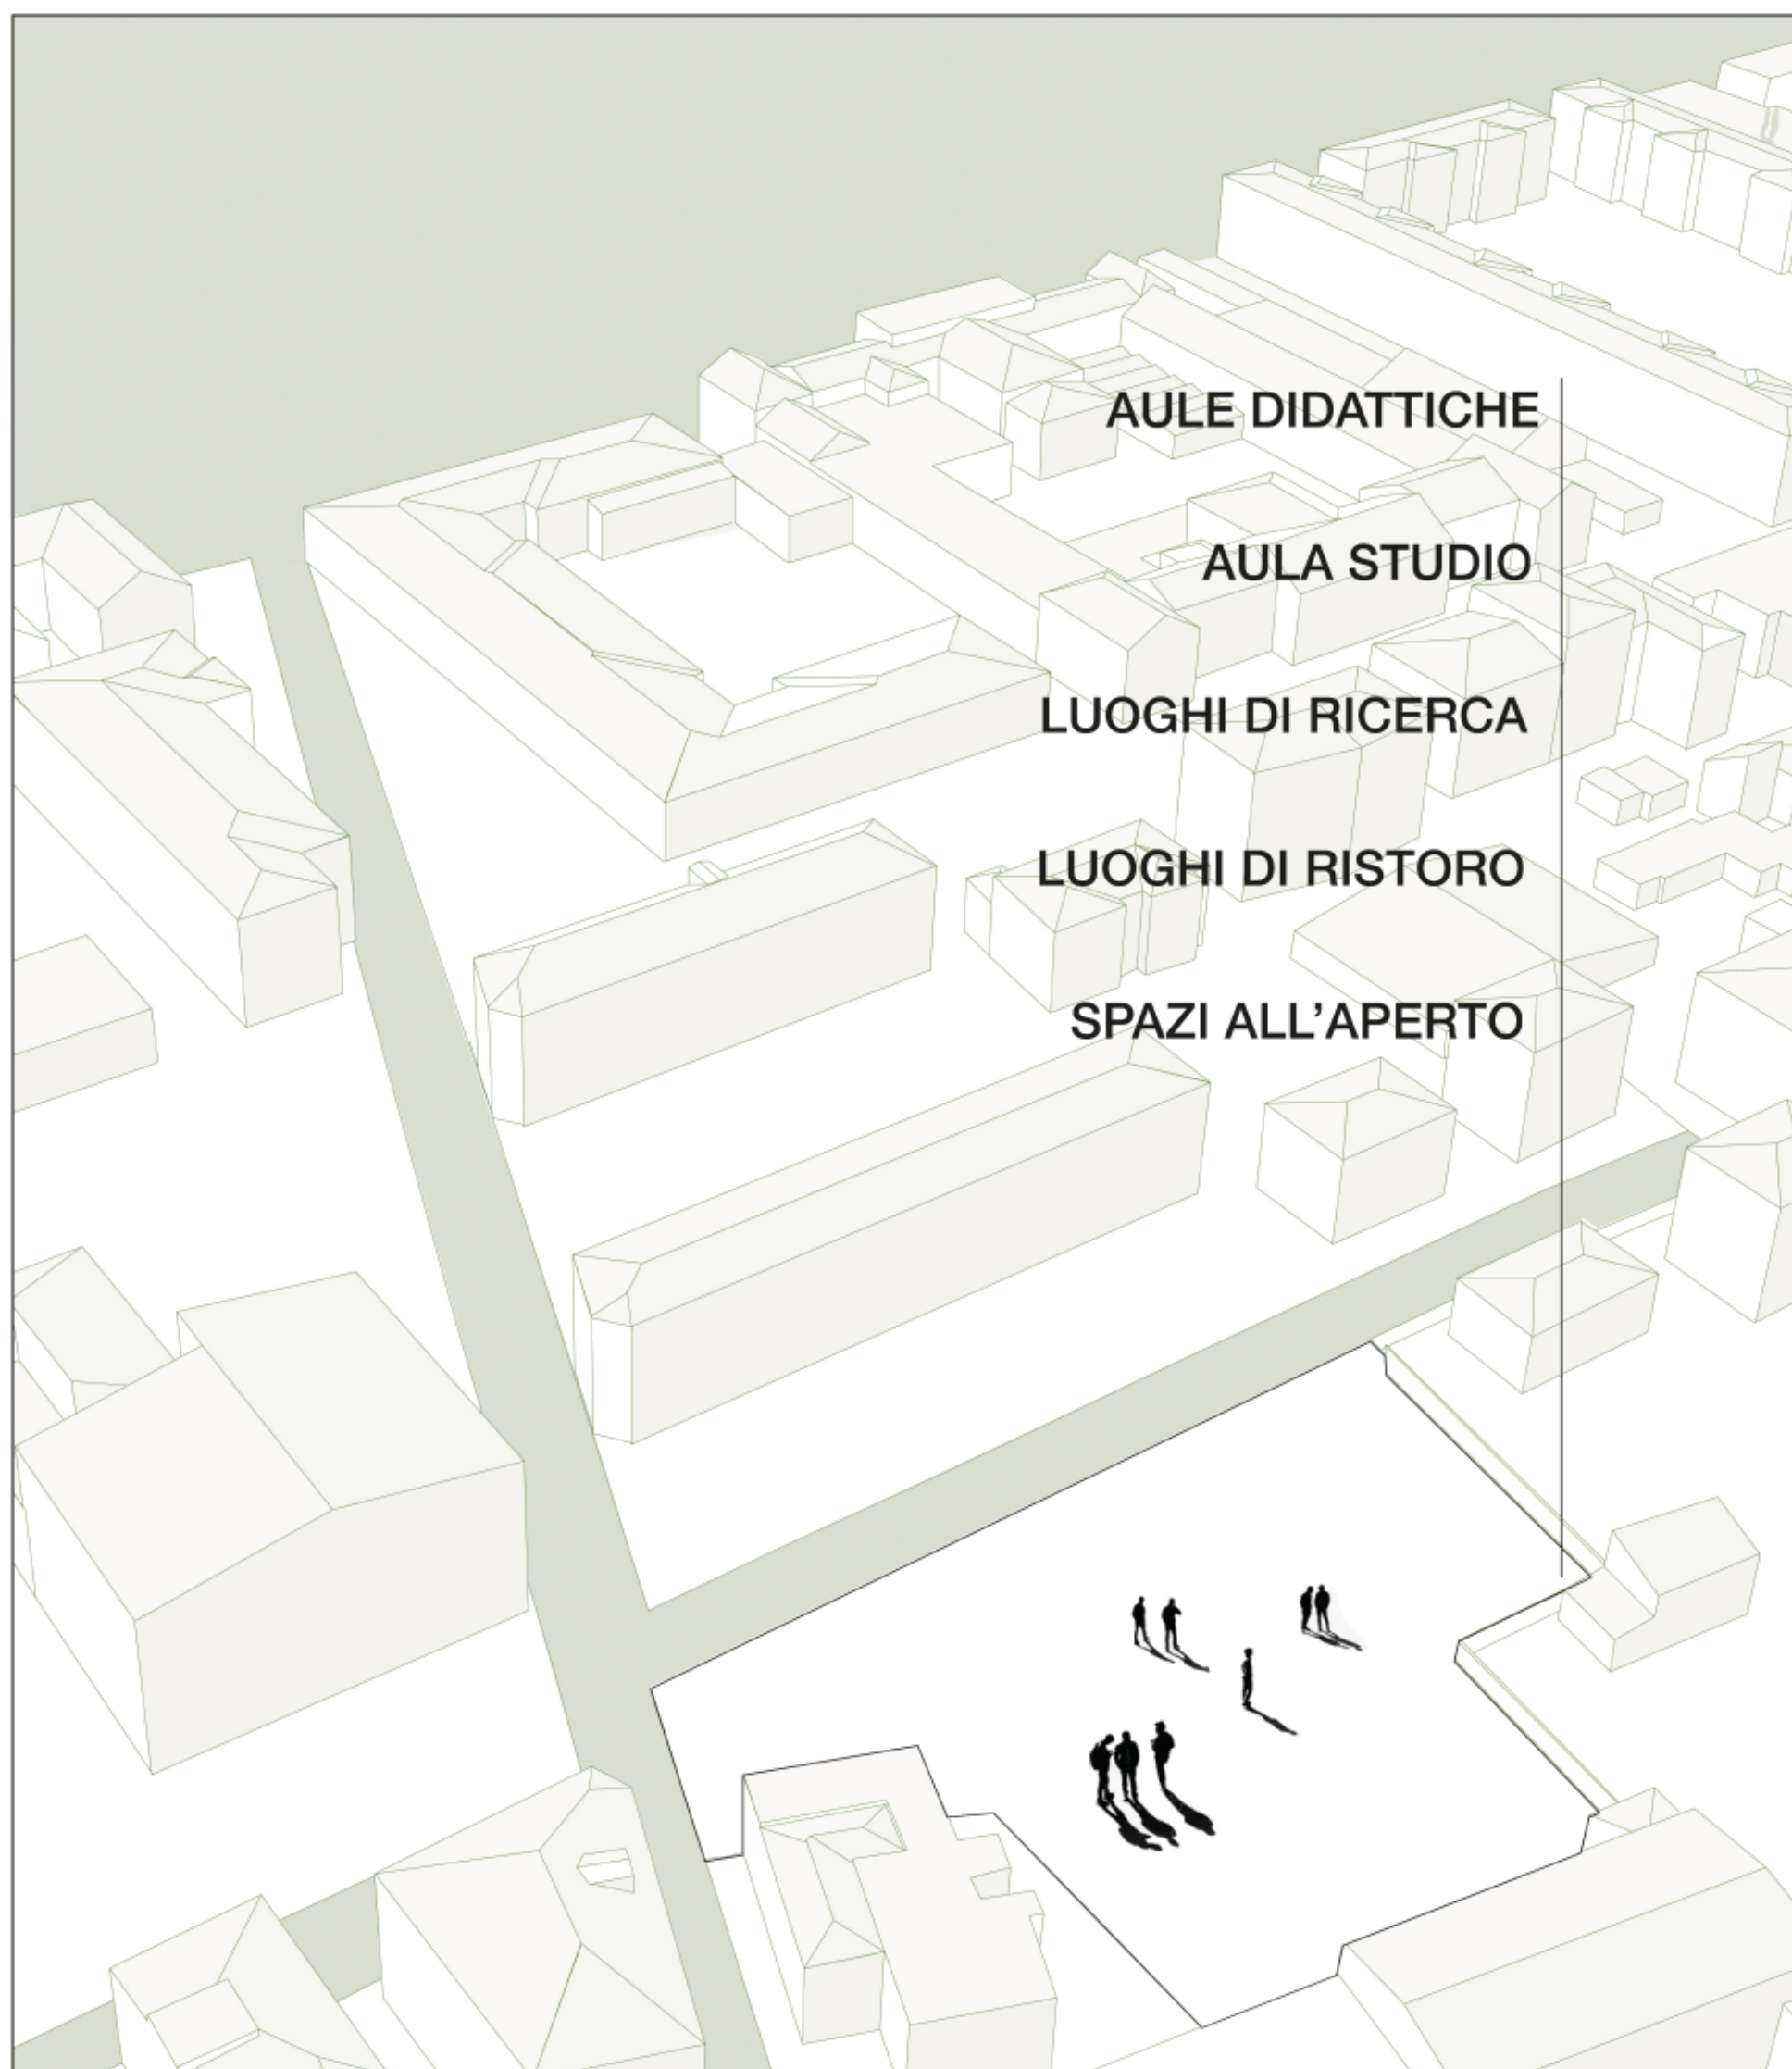 AULE DIDATTICHE
AULA STUDIO
LUOGHI DI RICERCA
LUOGHI DI RISTORO
SPAZI ALL’APERTO